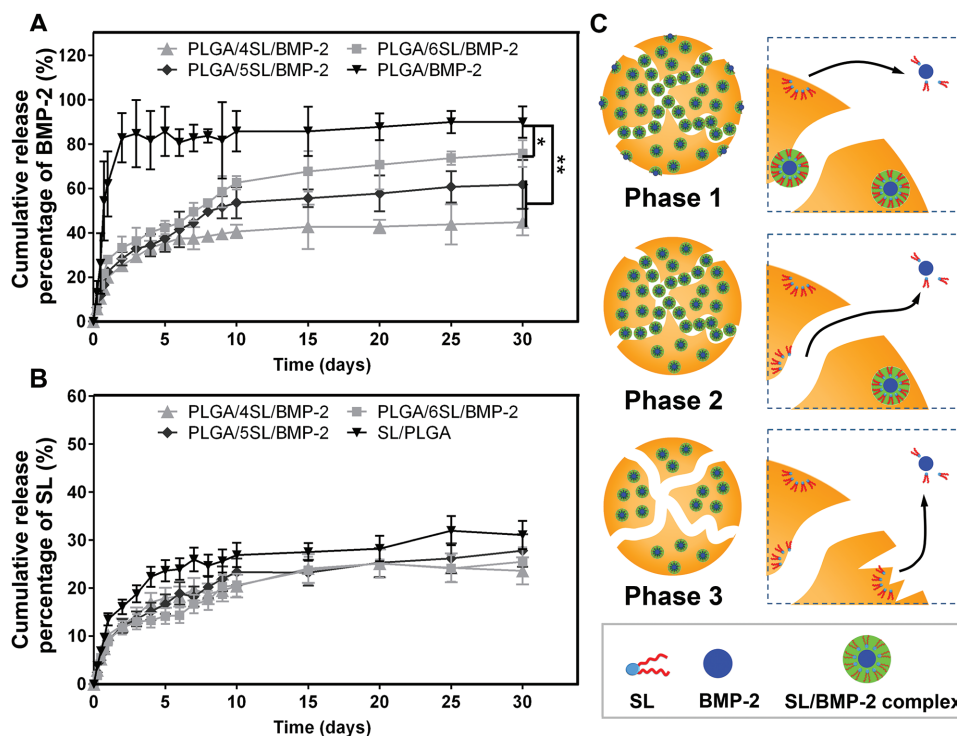 A
Cumulative release
percentage of BMP-2 (%)
120
100
80
60
40
20
0
PLGA/4SL/BMP-2
PLGA/6SL/BMP-2
PLGA/5SL/BMP-2
PLGA/BMP-2
*
**
0 5 10 15 20 25 30
Time (days)
B
Cumulative release
percentage of SL (%)
60
50
40
30
20
10
0
PLGA/4SL/BMP-2
PLGA/6SL/BMP-2
PLGA/5SL/BMP-2
SL/PLGA
0 5 10 15 20 25 30
Time (days)
C
Phase 1
Phase 2
Phase 3
SL
BMP-2
SL/BMP-2 complex